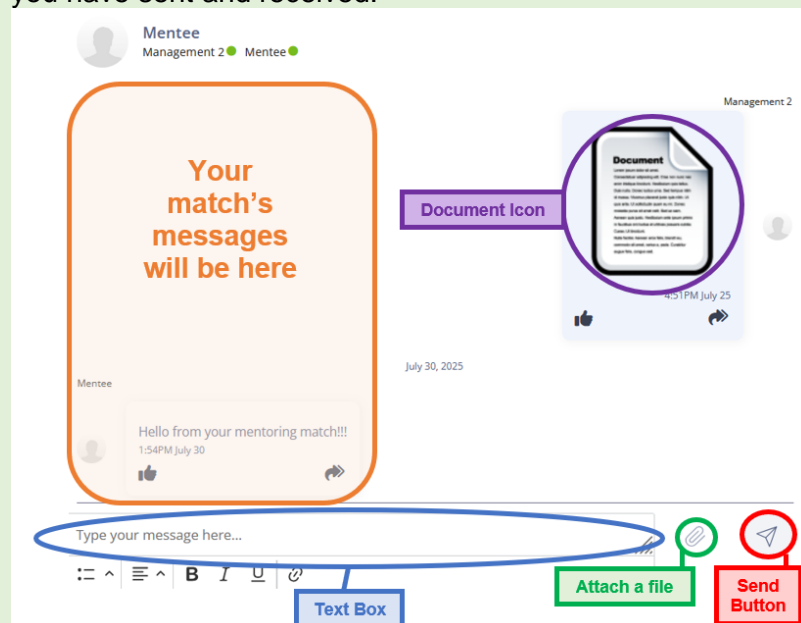 you have sent and received.
Mentee
Management 2 Mentee
Management 2
Your
match's
messages
will be here
Document Icon
Document
4:51PM July 25
July 30, 2025
Mentee
Hello from your mentoring match!!!
1:54PM July 30
Type your message here...
B I U
Attach a file
Send
Button
Text Box